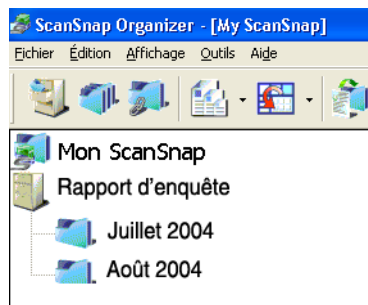 ScanSnap Organizer - [My ScanSnap]
Fichier Édition Affichage Outils Aide
Mon ScanSnap
Rapport d'enquête
Juillet 2004
Août 2004